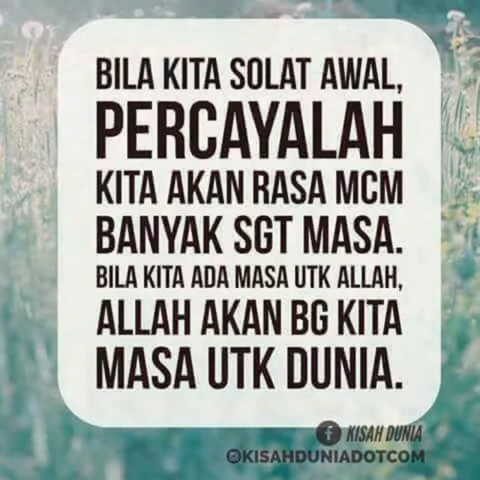 BILA KITA SOLAT AWAL,
PERCAYALAH
KITA AKAN RASA MCM
BANYAK SGT MASA.
BILA KITA ADA MASA UTK ALLAH,
ALLAH AKAN BG KITA
MASA UTK DUNIA.
f KISAH DUNIA
@KISAHDUNIADOTCOM